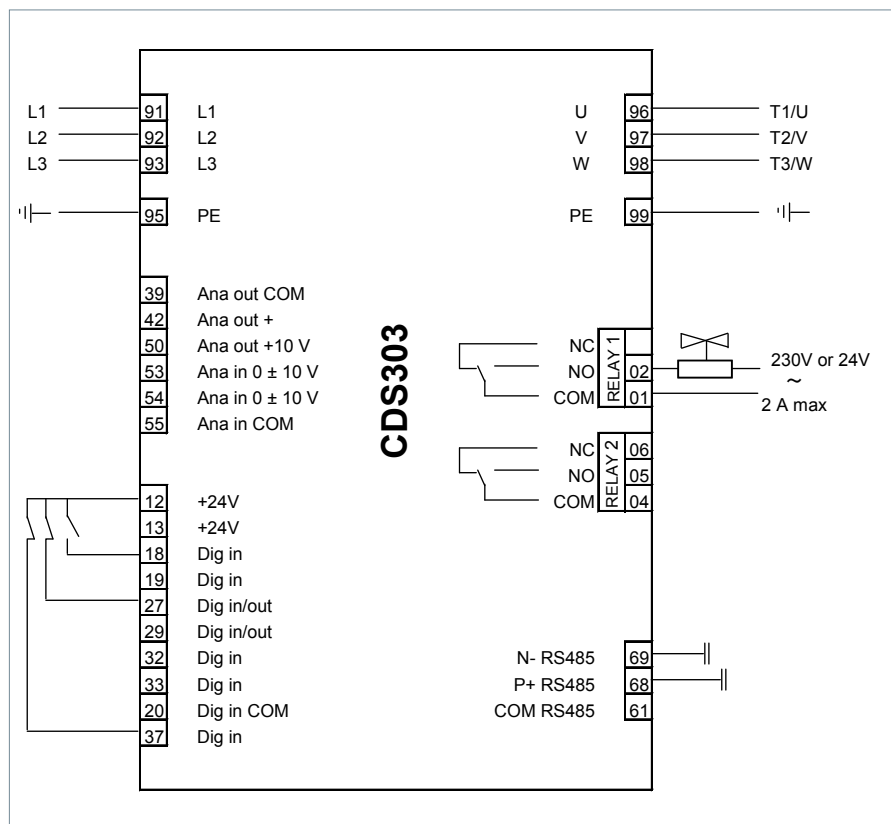 L1 91 L1 U 96 T1/U
L2 92 L2 V 97 T2/V
L3 93 L3 W 98 T3/W
95 PE PE 99
39 Ana out COM
42 Ana out +
50 Ana out +10 V
53 Ana in 0 ± 10 V
54 Ana in 0 ± 10 V
55 Ana in COM
CDS303
NC
NO 02 230V or 24V
COM 01 ~
2 A max
RELAY 1
NC 06
NO 05
COM 04
RELAY 2
12 +24V
13 +24V
18 Dig in
19 Dig in
27 Dig in/out
29 Dig in/out
32 Dig in N- RS485 69
33 Dig in P+ RS485 68
20 Dig in COM COM RS485 61
37 Dig in